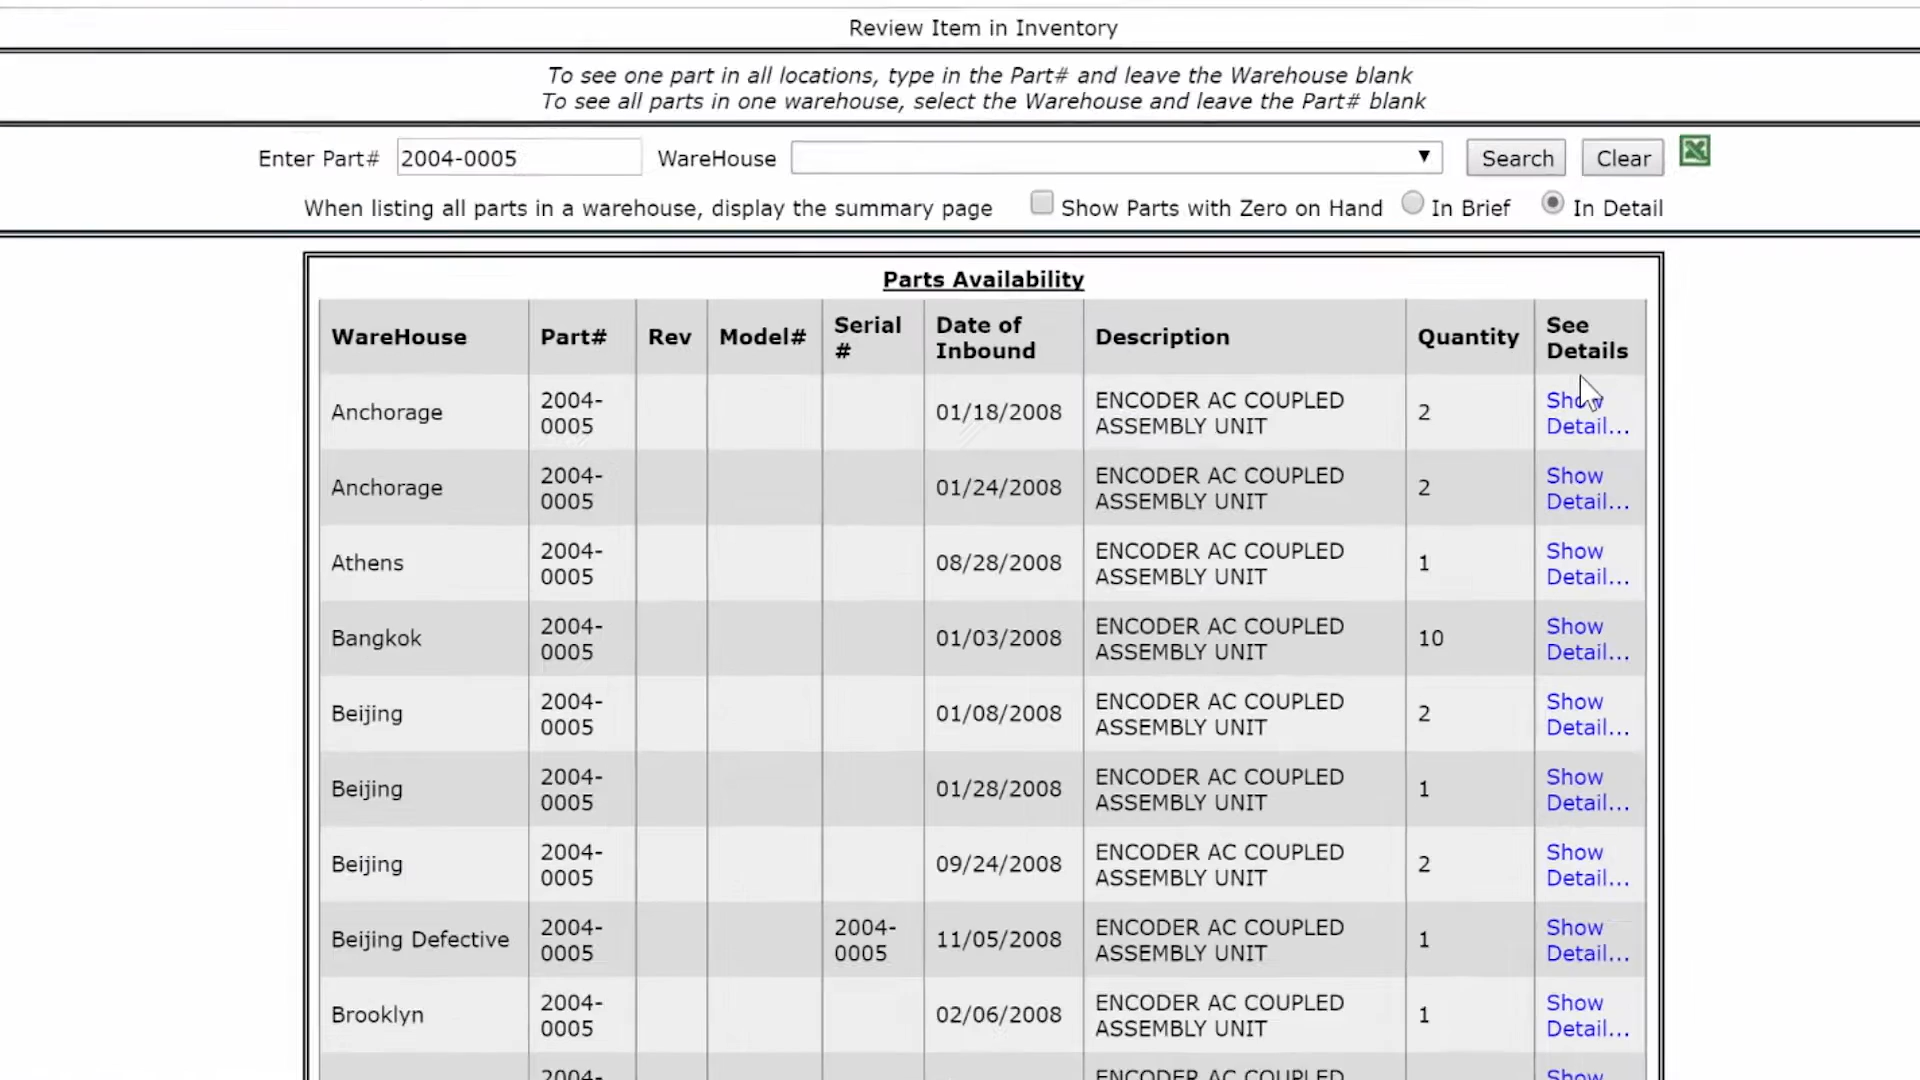 Review Item in Inventory
To see one part in all locations, type in the Part# and leave the Warehouse blank
To see all parts in one warehouse, select the Warehouse and leave the Part# blank
Enter Part# 2004-0005 WareHouse Search Clear
When listing all parts in a warehouse, display the summary page Show Parts with Zero on Hand In Brief In Detail
Parts Availability
WareHouse Part# Rev Model# Serial # Date of Inbound Description Quantity See Details
Anchorage 2004-0005 01/18/2008 ENCODER AC COUPLED ASSEMBLY UNIT 2 Show Detail...
Anchorage 2004-0005 01/24/2008 ENCODER AC COUPLED ASSEMBLY UNIT 2 Show Detail...
Athens 2004-0005 08/28/2008 ENCODER AC COUPLED ASSEMBLY UNIT 1 Show Detail...
Bangkok 2004-0005 01/03/2008 ENCODER AC COUPLED ASSEMBLY UNIT 10 Show Detail...
Beijing 2004-0005 01/08/2008 ENCODER AC COUPLED ASSEMBLY UNIT 2 Show Detail...
Beijing 2004-0005 01/28/2008 ENCODER AC COUPLED ASSEMBLY UNIT 1 Show Detail...
Beijing 2004-0005 09/24/2008 ENCODER AC COUPLED ASSEMBLY UNIT 2 Show Detail...
Beijing Defective 2004-0005 2004-0005 11/05/2008 ENCODER AC COUPLED ASSEMBLY UNIT 1 Show Detail...
Brooklyn 2004-0005 02/06/2008 ENCODER AC COUPLED ASSEMBLY UNIT 1 Show Detail...
2004- ENCODER AC COUPLED Show